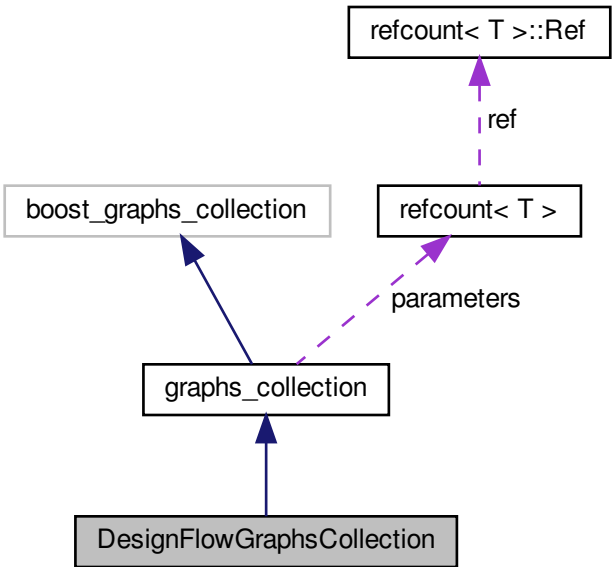 refcount< T >::Ref
ref
boost_graphs_collection
refcount< T >
parameters
graphs_collection
DesignFlowGraphsCollection